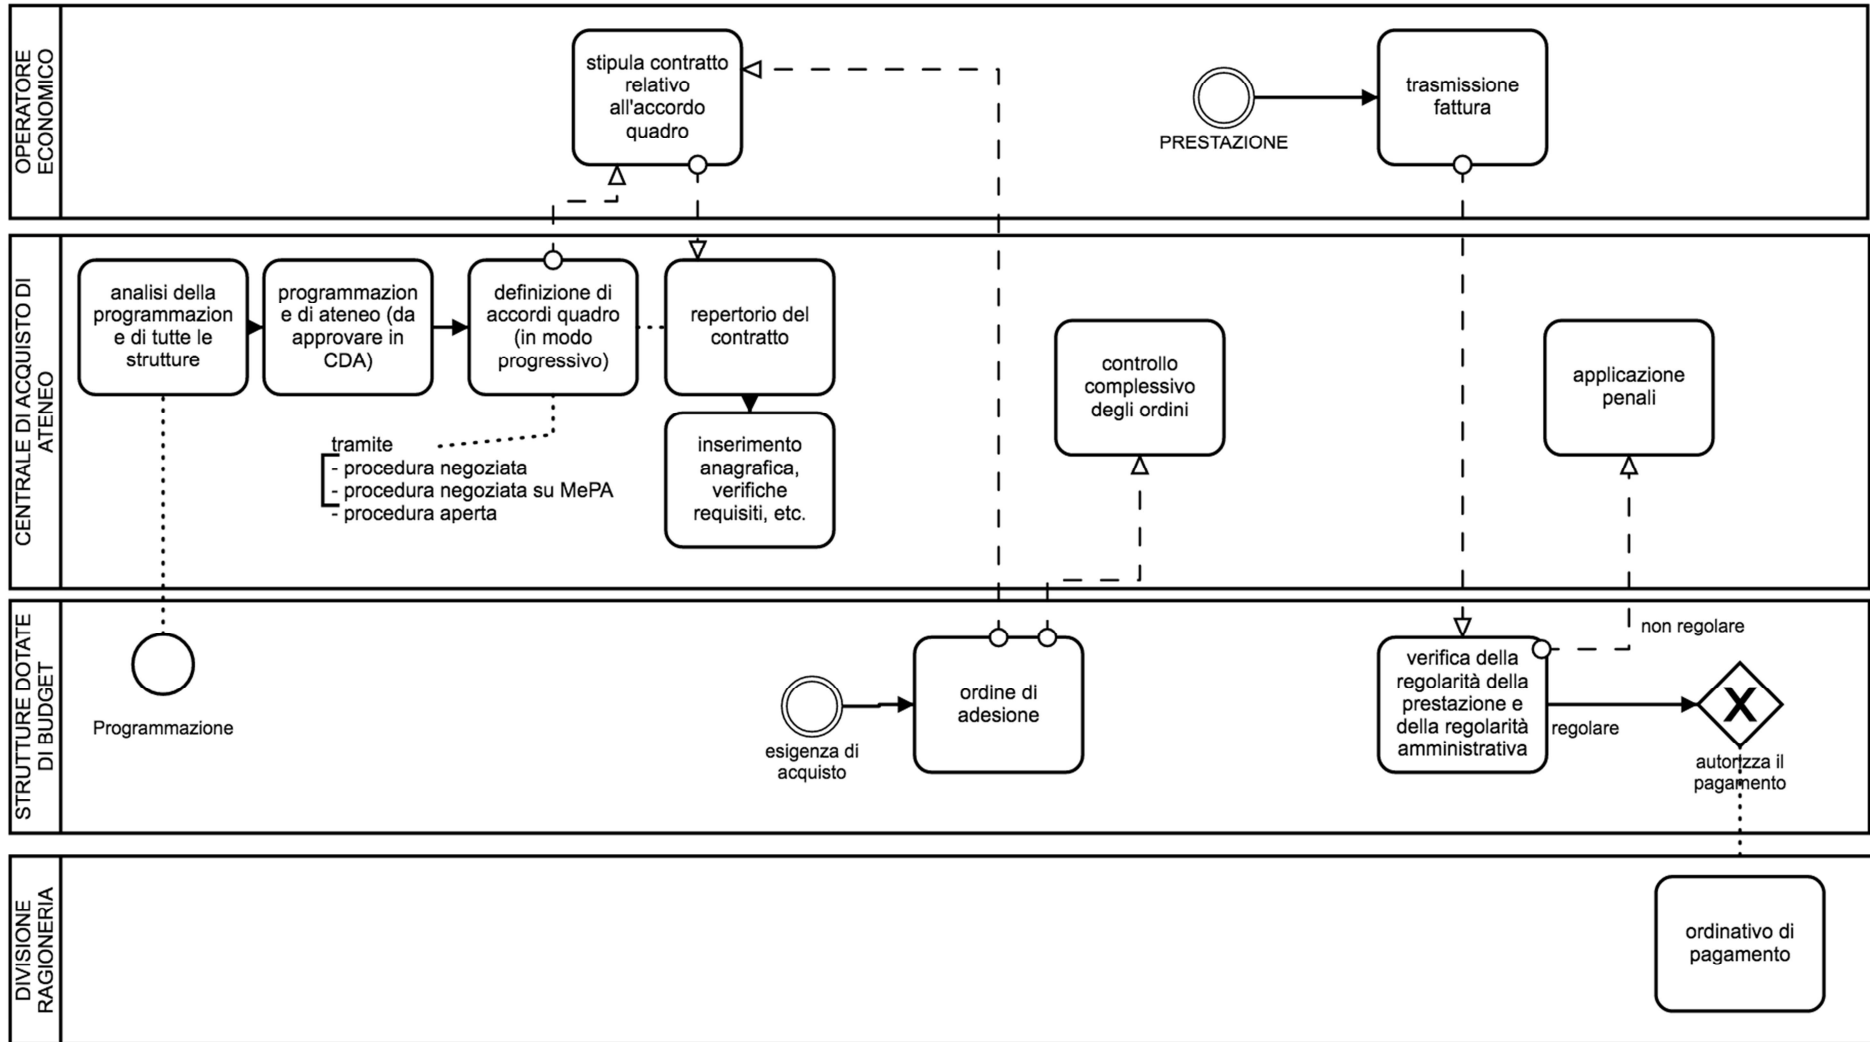 OPERATORE
ECONOMICO
stipula contratto
relativo
all'accordo
quadro
PRESTAZIONE
trasmissione
fattura
CENTRALE DI ACQUISTO DI
ATENEO
analisi della
programmazion
e di tutte le
strutture
programmazion
e di ateneo (da
approvare in
CDA)
definizione di
accordi quadro
(in modo
progressivo)
repertorio del
contratto
tramite
- procedura negoziata
- procedura negoziata su MePA
- procedura aperta
inserimento
anagrafica,
verifiche
requisiti, etc.
controllo
complessivo
degli ordini
applicazione
penali
STRUTTURE DOTATE
DI BUDGET
Programmazione
esigenza di
acquisto
ordine di
adesione
verifica della
regolarità della
prestazione e
della regolarità
amministrativa
non regolare
regolare
X
autorizza il
pagamento
DIVISIONE
RAGIONERIA
ordinativo di
pagamento